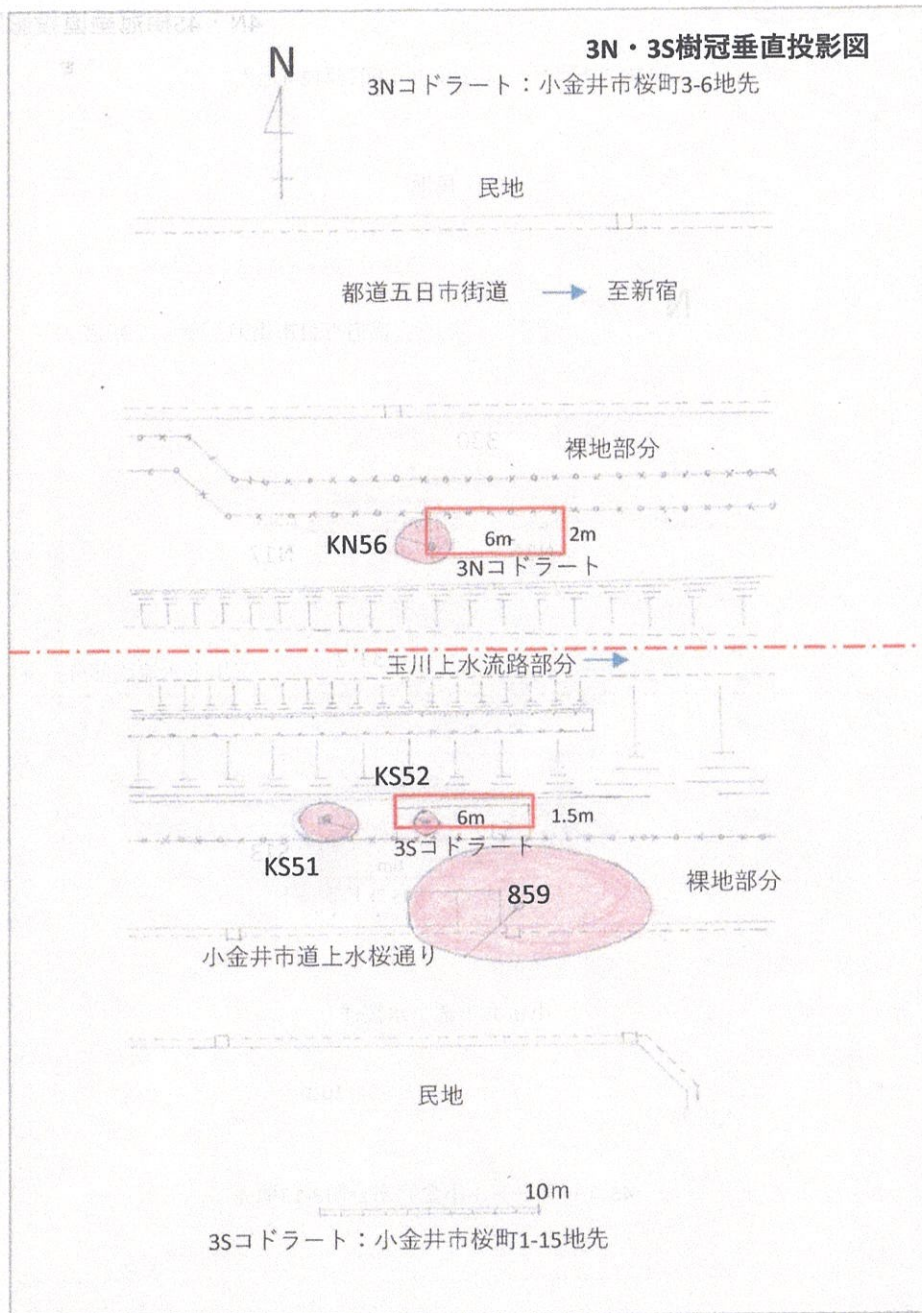 3N・3S樹冠垂直投影図
N
3Nコドラート：小金井市桜町3-6地先
民地
都道五日市街道
至新宿
裸地部分
KN56
6m
2m
3Nコドラート
玉川上水流路部分
KS52
6m
1.5m
3Sコドラート
KS51
859
裸地部分
小金井市道上水桜通り
民地
10m
3Sコドラート：小金井市桜町1-15地先